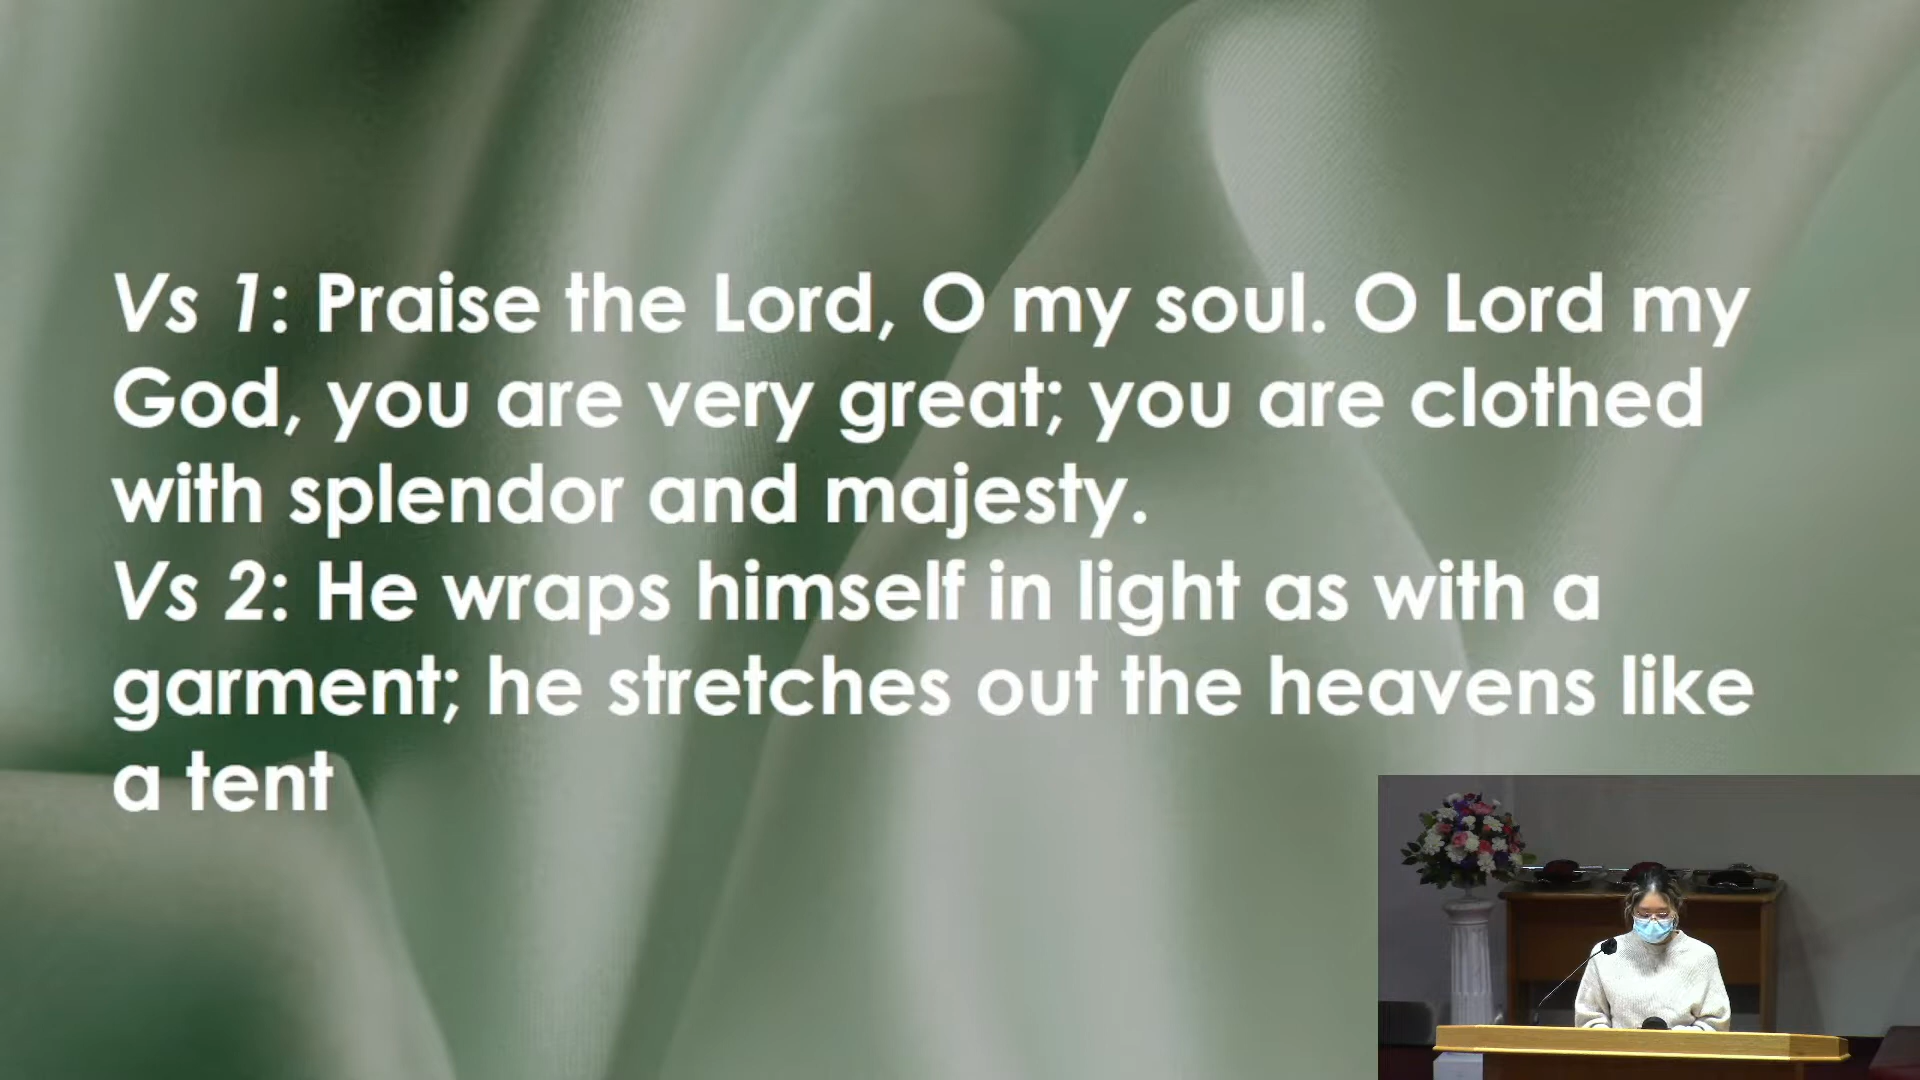 Vs 1: Praise the Lord, O my soul. O Lord my
God, you are very great; you are clothed
with splendor and majesty.
Vs 2: He wraps himself in light as with a
garment; he stretches out the heavens like
a tent